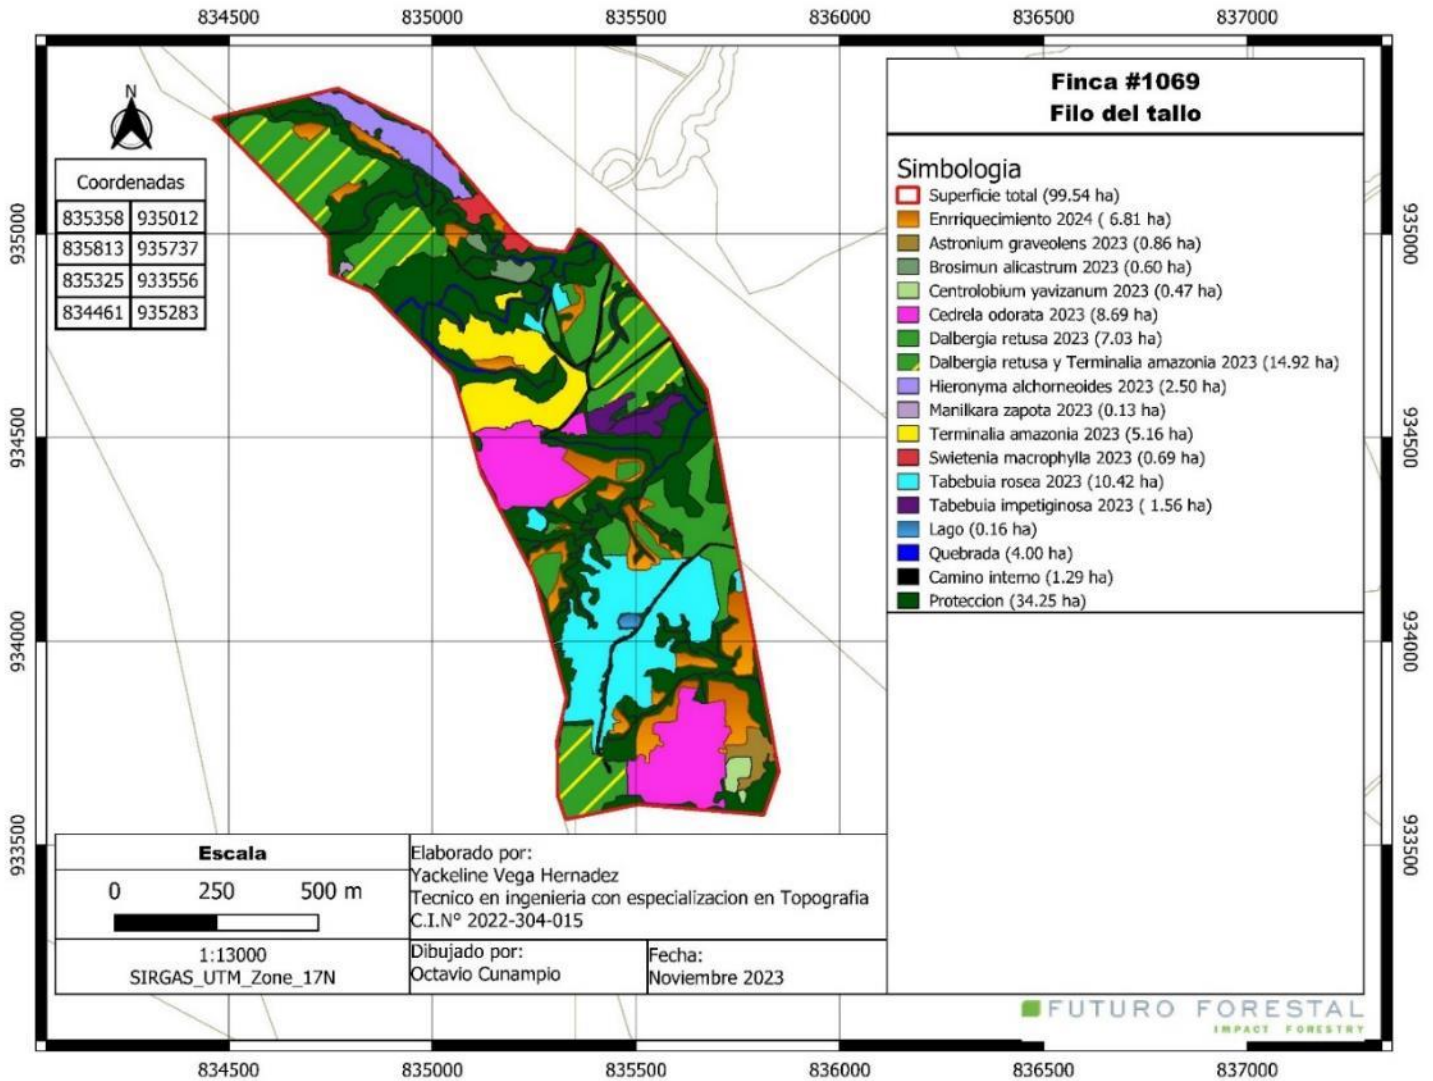 834500 835000 835500 836000 836500 837000
N
Coordenadas
835358 935012
835813 935737
835325 933556
834461 935283
Finca #1069
Filo del tallo
Simbologia
Superficie total (99.54 ha)
Enrriquecimiento 2024 ( 6.81 ha)
Astronium graveolens 2023 (0.86 ha)
Brosimun alicastrum 2023 (0.60 ha)
Centrolobium yavizanum 2023 (0.47 ha)
Cedrela odorata 2023 (8.69 ha)
Dalbergia retusa 2023 (7.03 ha)
Dalbergia retusa y Terminalia amazonia 2023 (14.92 ha)
Hieronyma alchorneoides 2023 (2.50 ha)
Manilkara zapota 2023 (0.13 ha)
Terminalia amazonia 2023 (5.16 ha)
Swietenia macrophylla 2023 (0.69 ha)
Tabebuia rosea 2023 (10.42 ha)
Tabebuia impetiginosa 2023 ( 1.56 ha)
Lago (0.16 ha)
Quebrada (4.00 ha)
Camino interno (1.29 ha)
Proteccion (34.25 ha)
935000
934500
934000
933500
935000
934500
934000
933500
Escala
0 250 500 m
1:13000
SIRGAS_UTM_Zone_17N
Elaborado por:
Yackeline Vega Hernadez
Tecnico en ingenieria con especializacion en Topografia
C.I.N° 2022-304-015
Dibujado por:
Octavio Cunampio
Fecha:
Noviembre 2023
FUTURO FORESTAL
IMPACT FORESTRY
834500 835000 835500 836000 836500 837000